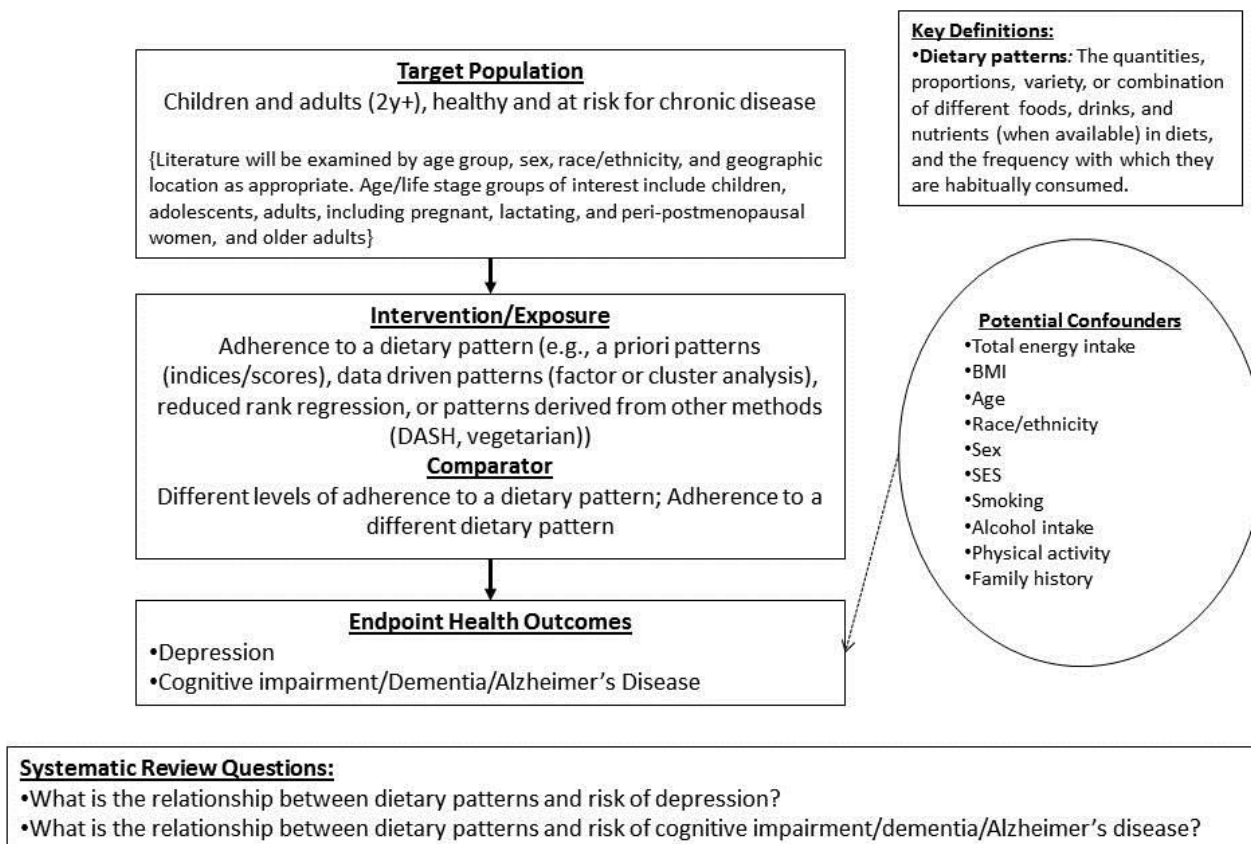 Target Population
Children and adults (2y+), healthy and at risk for chronic disease
{Literature will be examined by age group, sex, race/ethnicity, and geographic
location as appropriate. Age/life stage groups of interest include children,
adolescents, adults, including pregnant, lactating, and peri-postmenopausal
women, and older adults}
Key Definitions:
•Dietary patterns: The quantities,
proportions, variety, or combination
of different foods, drinks, and
nutrients (when available) in diets,
and the frequency with which they
are habitually consumed.
Intervention/Exposure
Adherence to a dietary pattern (e.g., a priori patterns
(indices/scores), data driven patterns (factor or cluster analysis),
reduced rank regression, or patterns derived from other methods
(DASH, vegetarian))
Comparator
Different levels of adherence to a dietary pattern; Adherence to a
different dietary pattern
Potential Confounders
•Total energy intake
•BMI
•Age
•Race/ethnicity
•Sex
•SES
•Smoking
•Alcohol intake
•Physical activity
•Family history
Endpoint Health Outcomes
•Depression
•Cognitive impairment/Dementia/Alzheimer’s Disease
Systematic Review Questions:
•What is the relationship between dietary patterns and risk of depression?
•What is the relationship between dietary patterns and risk of cognitive impairment/dementia/Alzheimer’s disease?